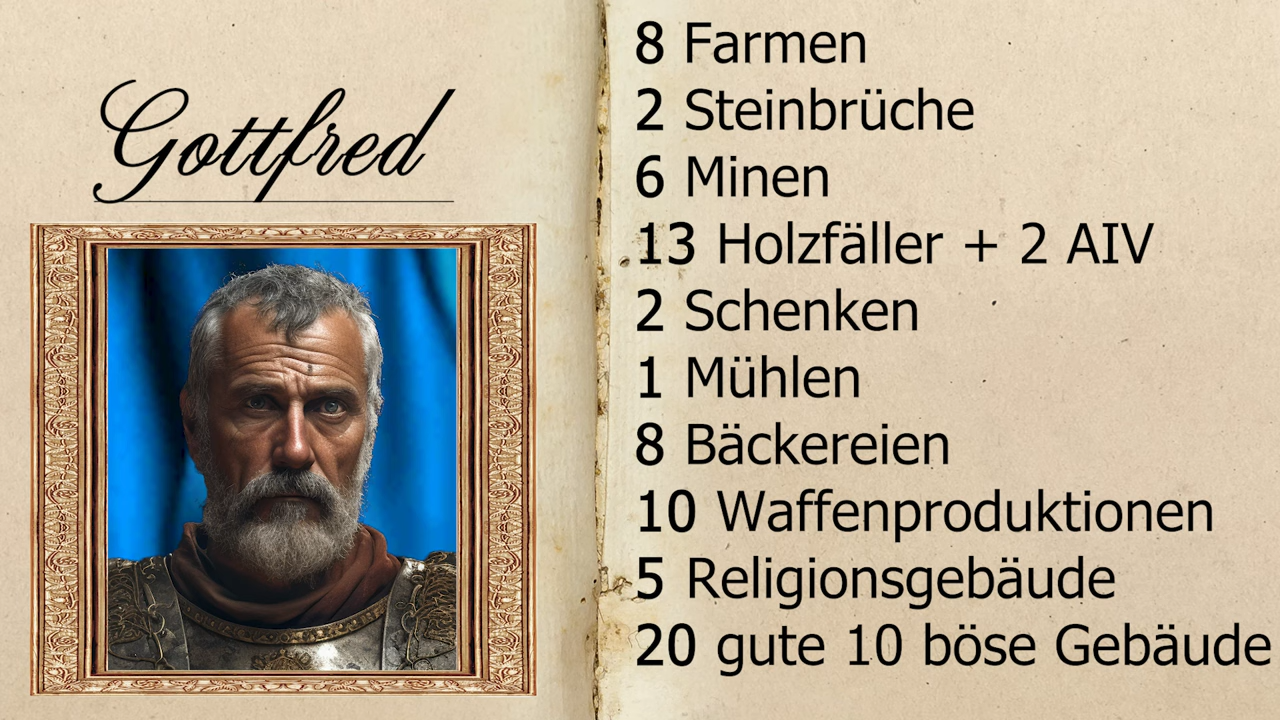 Gottfred
8 Farmen
2 Steinbrüche
6 Minen
13 Holzfäller + 2 AIV
2 Schenken
1 Mühlen
8 Bäckereien
10 Waffenproduktionen
5 Religionsgebäude
20 gute 10 böse Gebäude